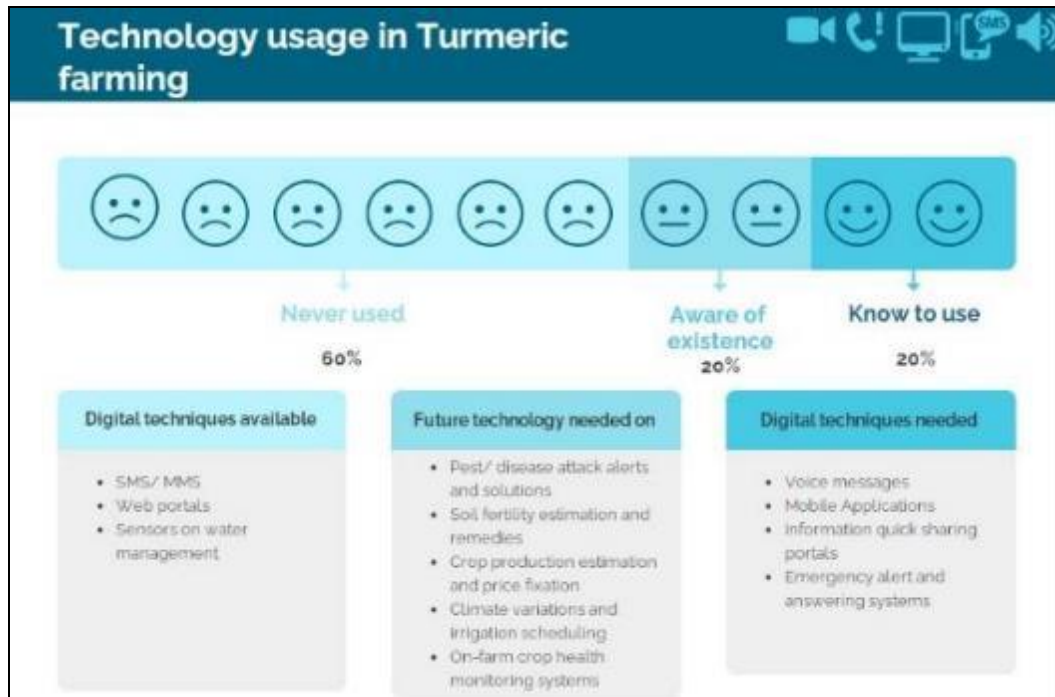 Technology usage in Turmeric
farming
SMS
Never used
60%
Aware of
existence
20%
Know to use
20%
Digital techniques available
• SMS/ MMS
• Web portals
• Sensors on water
management
Future technology needed on
• Pest/ disease attack alerts
and solutions
• Soil fertility estimation and
remedies
• Crop production estimation
and price fixation
• Climate variations and
irrigation scheduling
• On-farm crop health
monitoring systems
Digital techniques needed
• Voice messages
• Mobile Applications
• Information quick sharing
portals
• Emergency alert and
answering systems